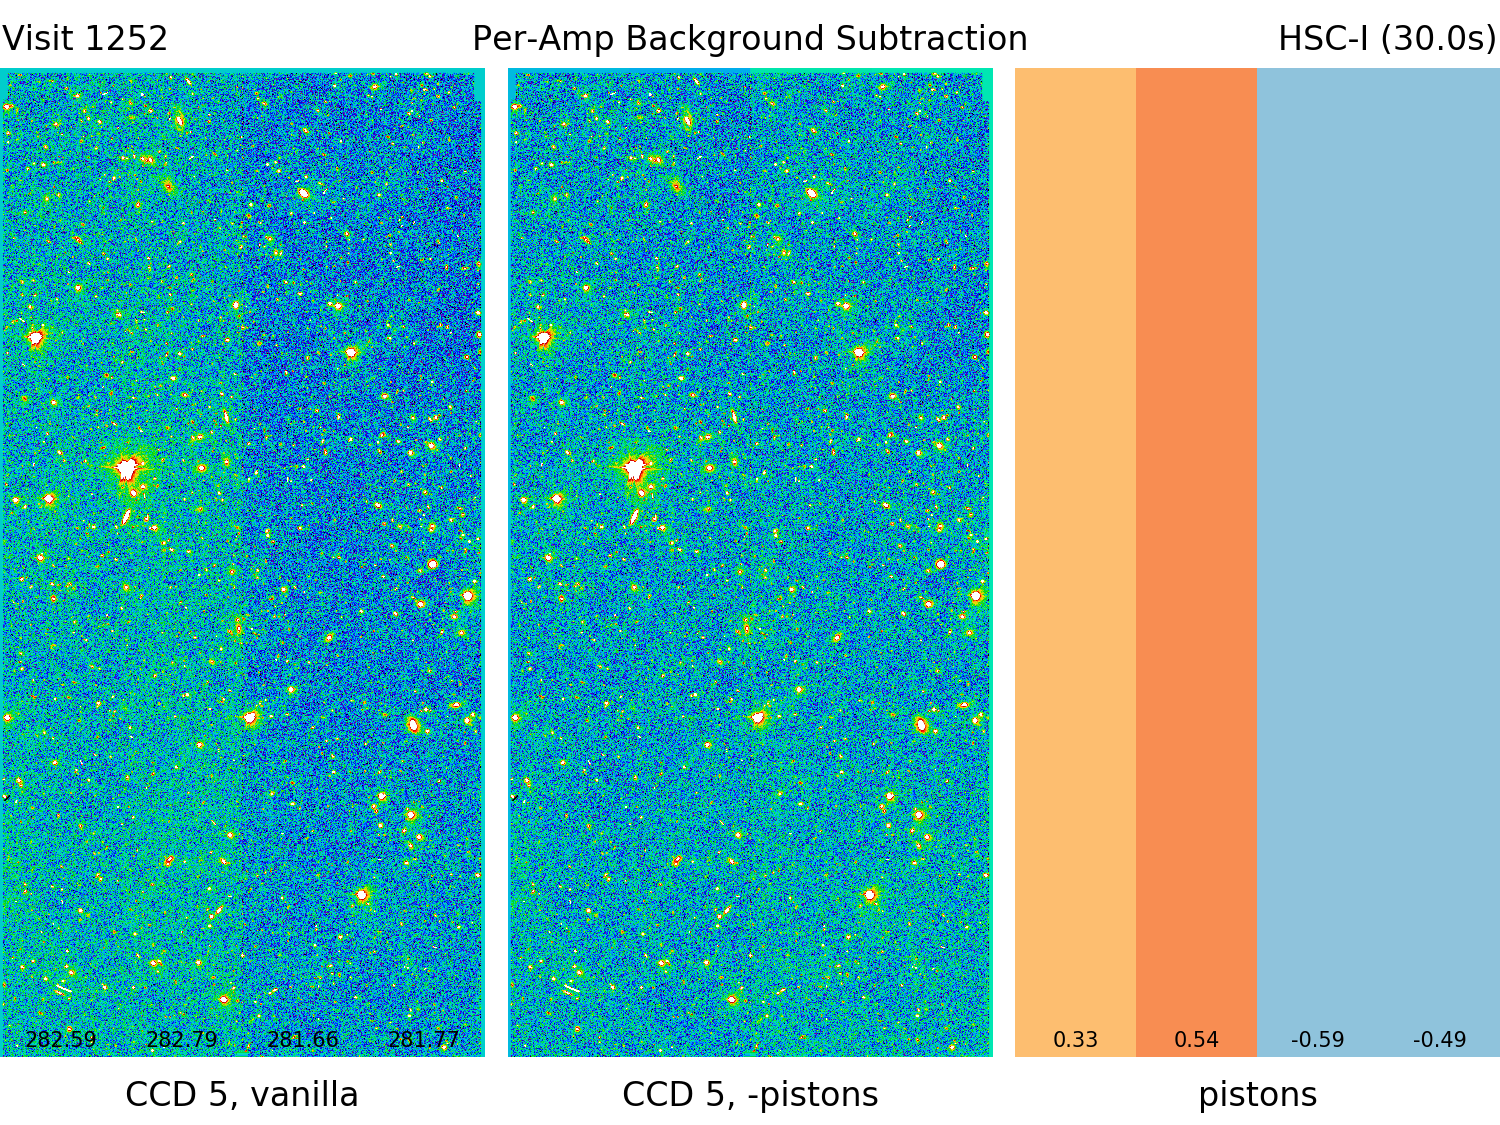 Visit 1252 Per-Amp Background Subtraction HSC-I (30.0s)
282.59 282.79 281.66 281.77 0.33 0.54 -0.59 -0.49
CCD 5, vanilla CCD 5, -pistons pistons